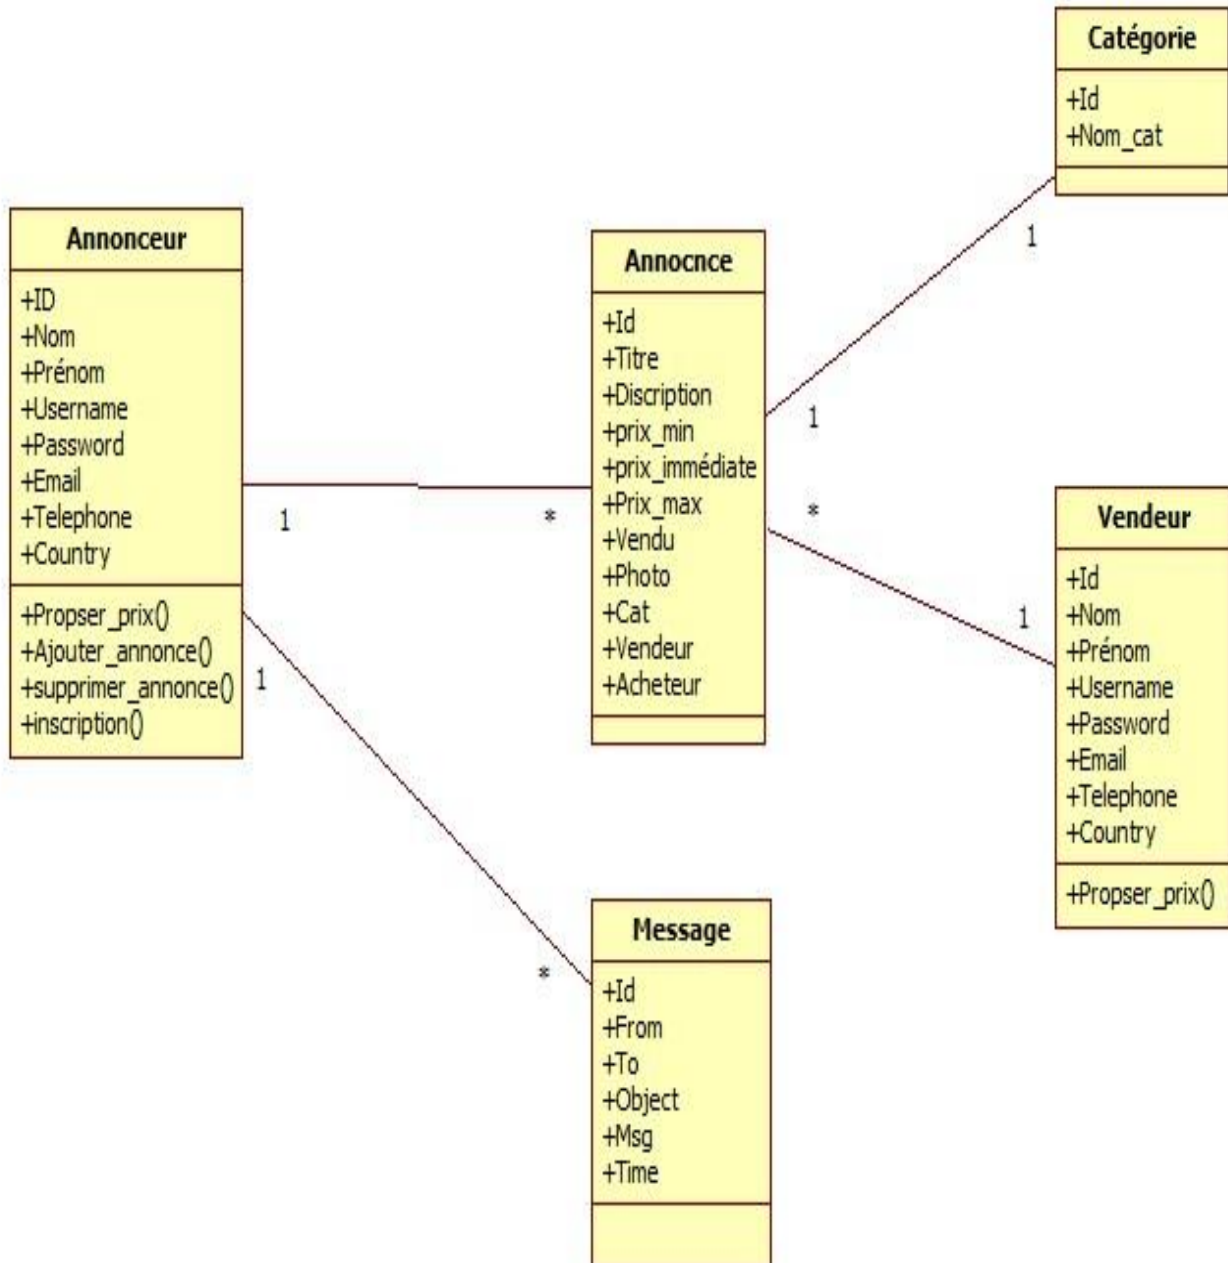 Catégorie
+Id
+Nom_cat
1
Annonceur
+ID
+Nom
+Prénom
+Username
+Password
+Email
+Telephone
+Country
+Propser_prix()
+Ajouter_annonce()
+supprimer_annonce()
+inscription()
1
*
1
*
Annocnce
+Id
+Titre
+Discription
+prix_min
+prix_immédiate
+Prix_max
+Vendu
+Photo
+Cat
+Vendeur
+Acheteur
1
*
1
Vendeur
+Id
+Nom
+Prénom
+Username
+Password
+Email
+Telephone
+Country
+Propser_prix()
Message
+Id
+From
+To
+Object
+Msg
+Time